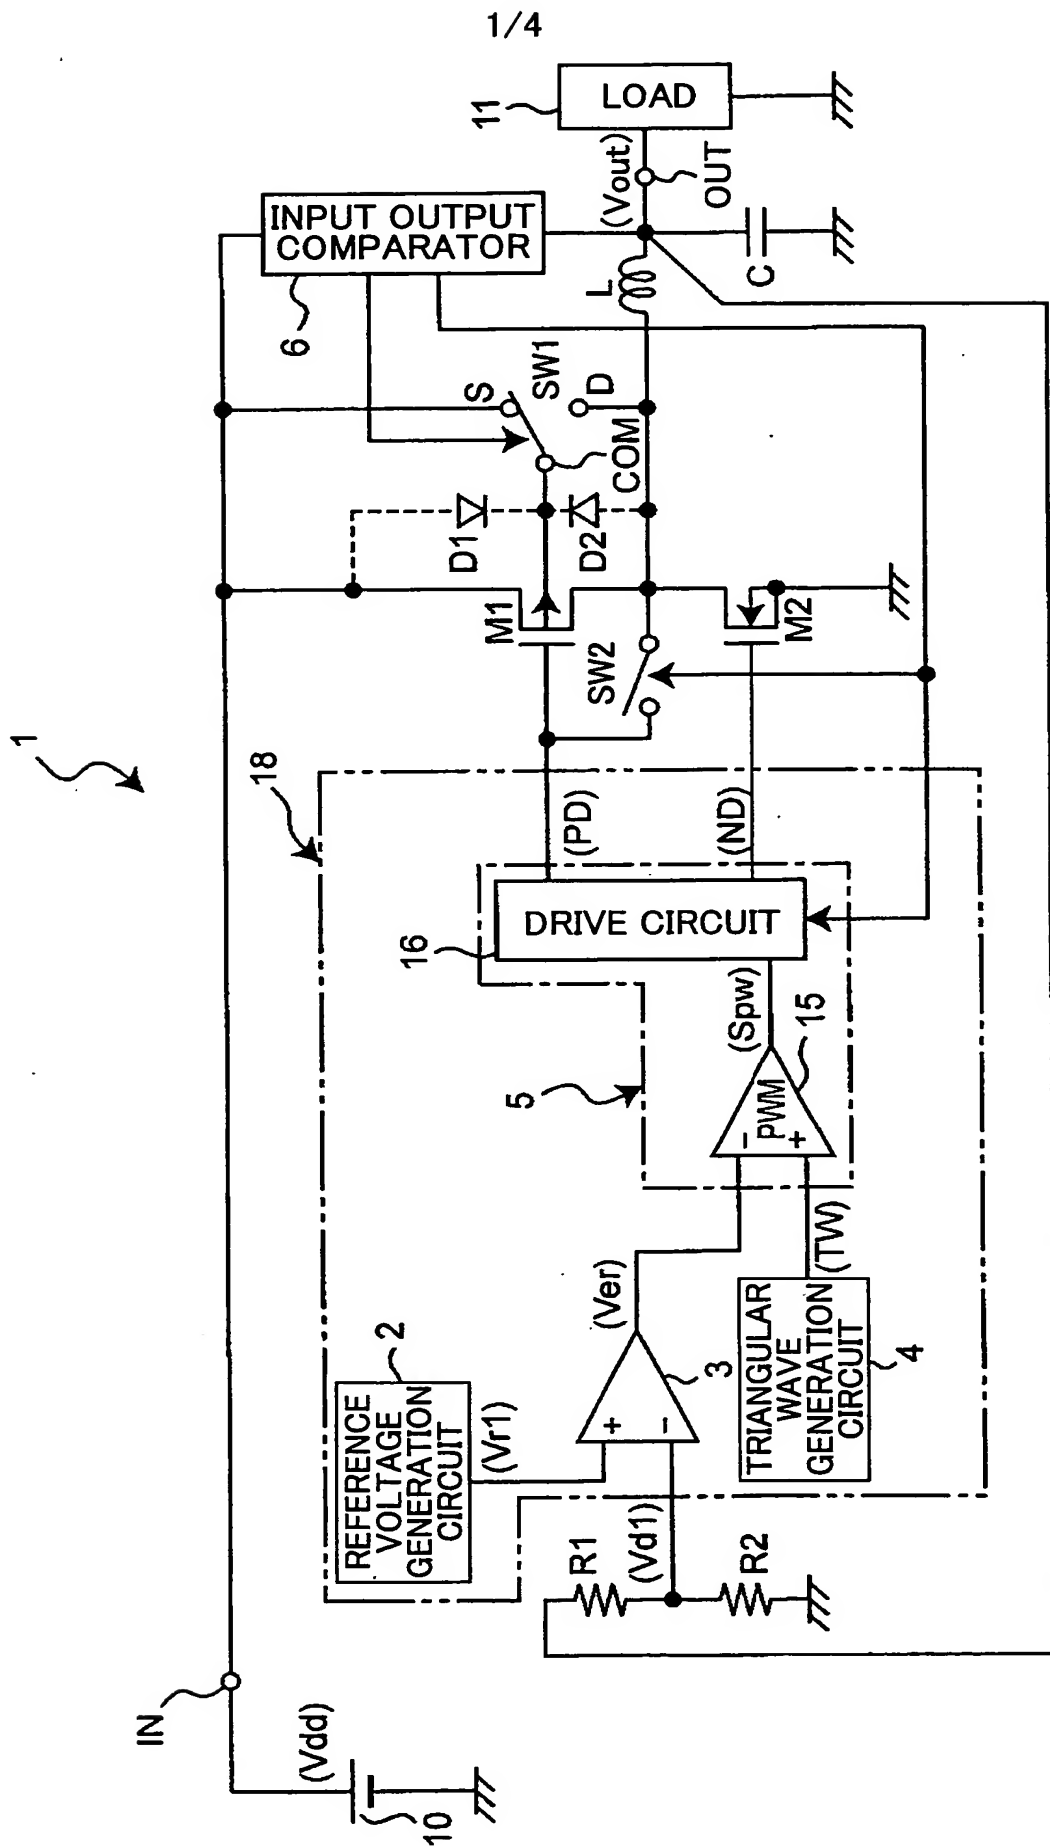 1/4
1
IN
(Vdd)
10
18
REFERENCE
VOLTAGE
GENERATION
CIRCUIT
2
(Vr1)
+
−
3
(Ver)
R1
(Vd1)
R2
TRIANGULAR
WAVE
GENERATION
CIRCUIT
4
(TW)
5
−
PWM
+
15
(Spw)
16
DRIVE CIRCUIT
(PD)
(ND)
SW2
M1
M2
D1
D2
COM
S
SW1
D
6
INPUT OUTPUT
COMPARATOR
L
(Vout)
C
OUT
11
LOAD